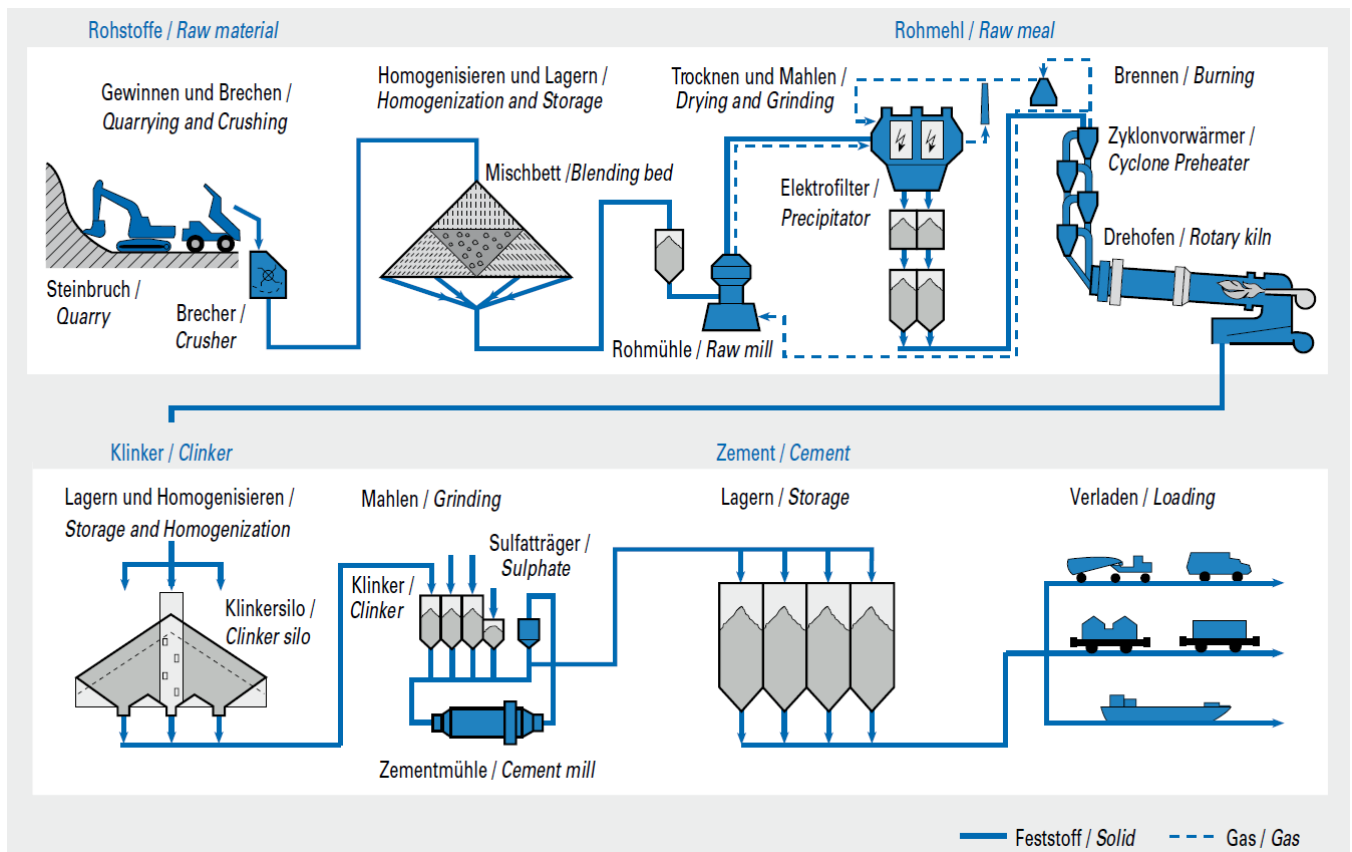 Rohstoffe / Raw material
Rohmehl / Raw meal
Gewinnen und Brechen /
Quarrying and Crushing
Homogenisieren und Lagern /
Homogenization and Storage
Trocknen und Mahlen /
Drying and Grinding
Brennen / Burning
Zyklonvorwärmer /
Cyclone Preheater
Mischbett /Blending bed
Elektrofilter /
Precipitator
Drehofen / Rotary kiln
Steinbruch /
Quarry
Brecher /
Crusher
Rohmühle / Raw mill
Klinker / Clinker
Zement / Cement
Lagern und Homogenisieren /
Storage and Homogenization
Mahlen / Grinding
Lagern / Storage
Verladen / Loading
Sulfatträger /
Sulphate
Klinker /
Clinker
Klinkersilo /
Clinker silo
Zementmühle / Cement mill
Feststoff / Solid
Gas / Gas